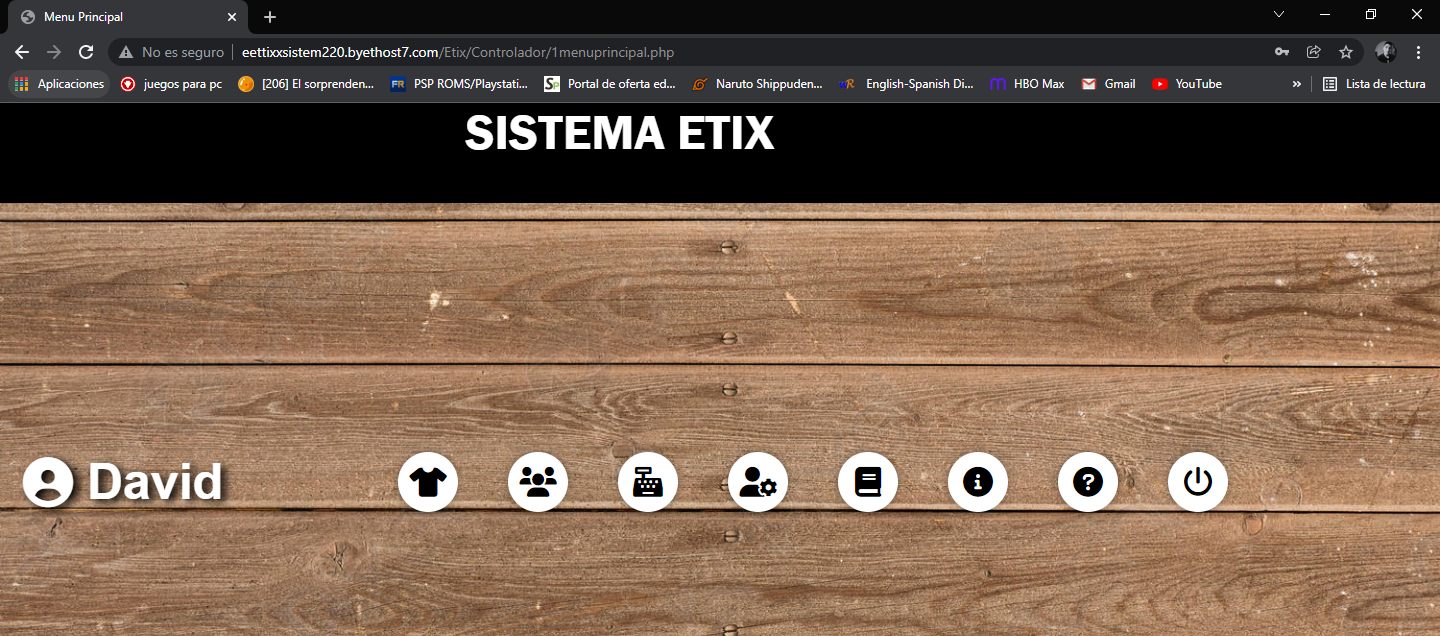 Menu Principal
No es seguro eettixxsistem220.byethost7.com/Etix/Controlador/1menuprincipal.php
Aplicaciones juegos para pc [206] El sorprenden... FR PSP ROMS/Playstati... Sp Portal de oferta ed... Naruto Shippuden... R English-Spanish Di... HBO Max Gmail YouTube » Lista de lectura
SISTEMA ETIX
David